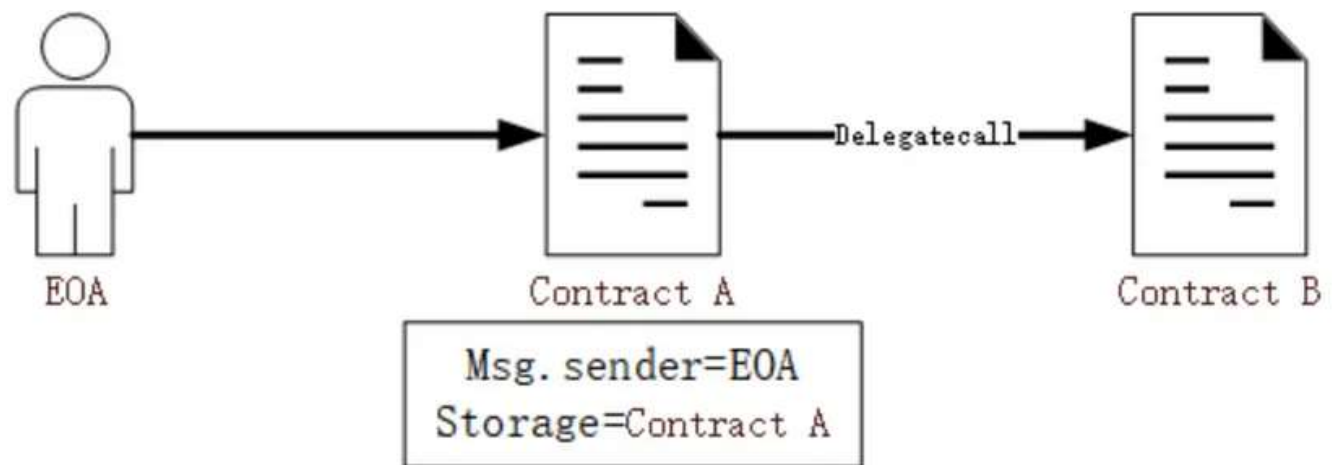 Delegatecall
EOA
Contract A
Contract B
Msg.sender=EOA
Storage=Contract A